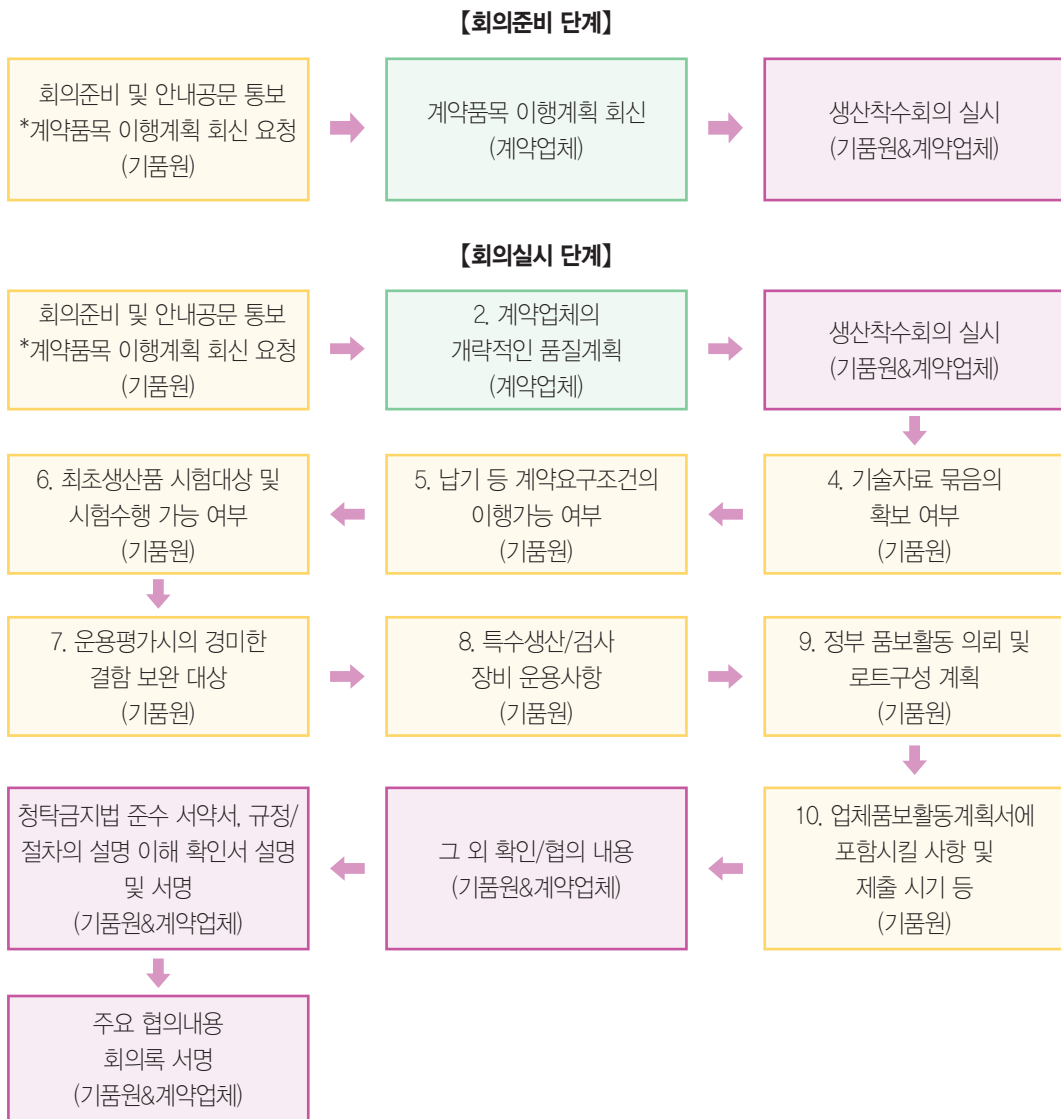 【회의준비 단계】
회의준비 및 안내공문 통보
*계약품목 이행계획 회신 요청
(기품원)
계약품목 이행계획 회신
(계약업체)
생산착수회의 실시
(기품원&계약업체)
【회의실시 단계】
회의준비 및 안내공문 통보
*계약품목 이행계획 회신 요청
(기품원)
2. 계약업체의
개략적인 품질계획
(계약업체)
생산착수회의 실시
(기품원&계약업체)
4. 기술자료 묶음의
확보 여부
(기품원)
5. 납기 등 계약요구조건의
이행가능 여부
(기품원)
6. 최초생산품 시험대상 및
시험수행 가능 여부
(기품원)
7. 운용평가시의 경미한
결함 보완 대상
(기품원)
8. 특수생산/검사
장비 운용사항
(기품원)
9. 정부 품보활동 의뢰 및
로트구성 계획
(기품원)
10. 업체품보활동계획서에
포함시킬 사항 및
제출 시기 등
(기품원)
그 외 확인/협의 내용
(기품원&계약업체)
청탁금지법 준수 서약서, 규정/
절차의 설명 이해 확인서 설명
및 서명
(기품원&계약업체)
주요 협의내용
회의록 서명
(기품원&계약업체)